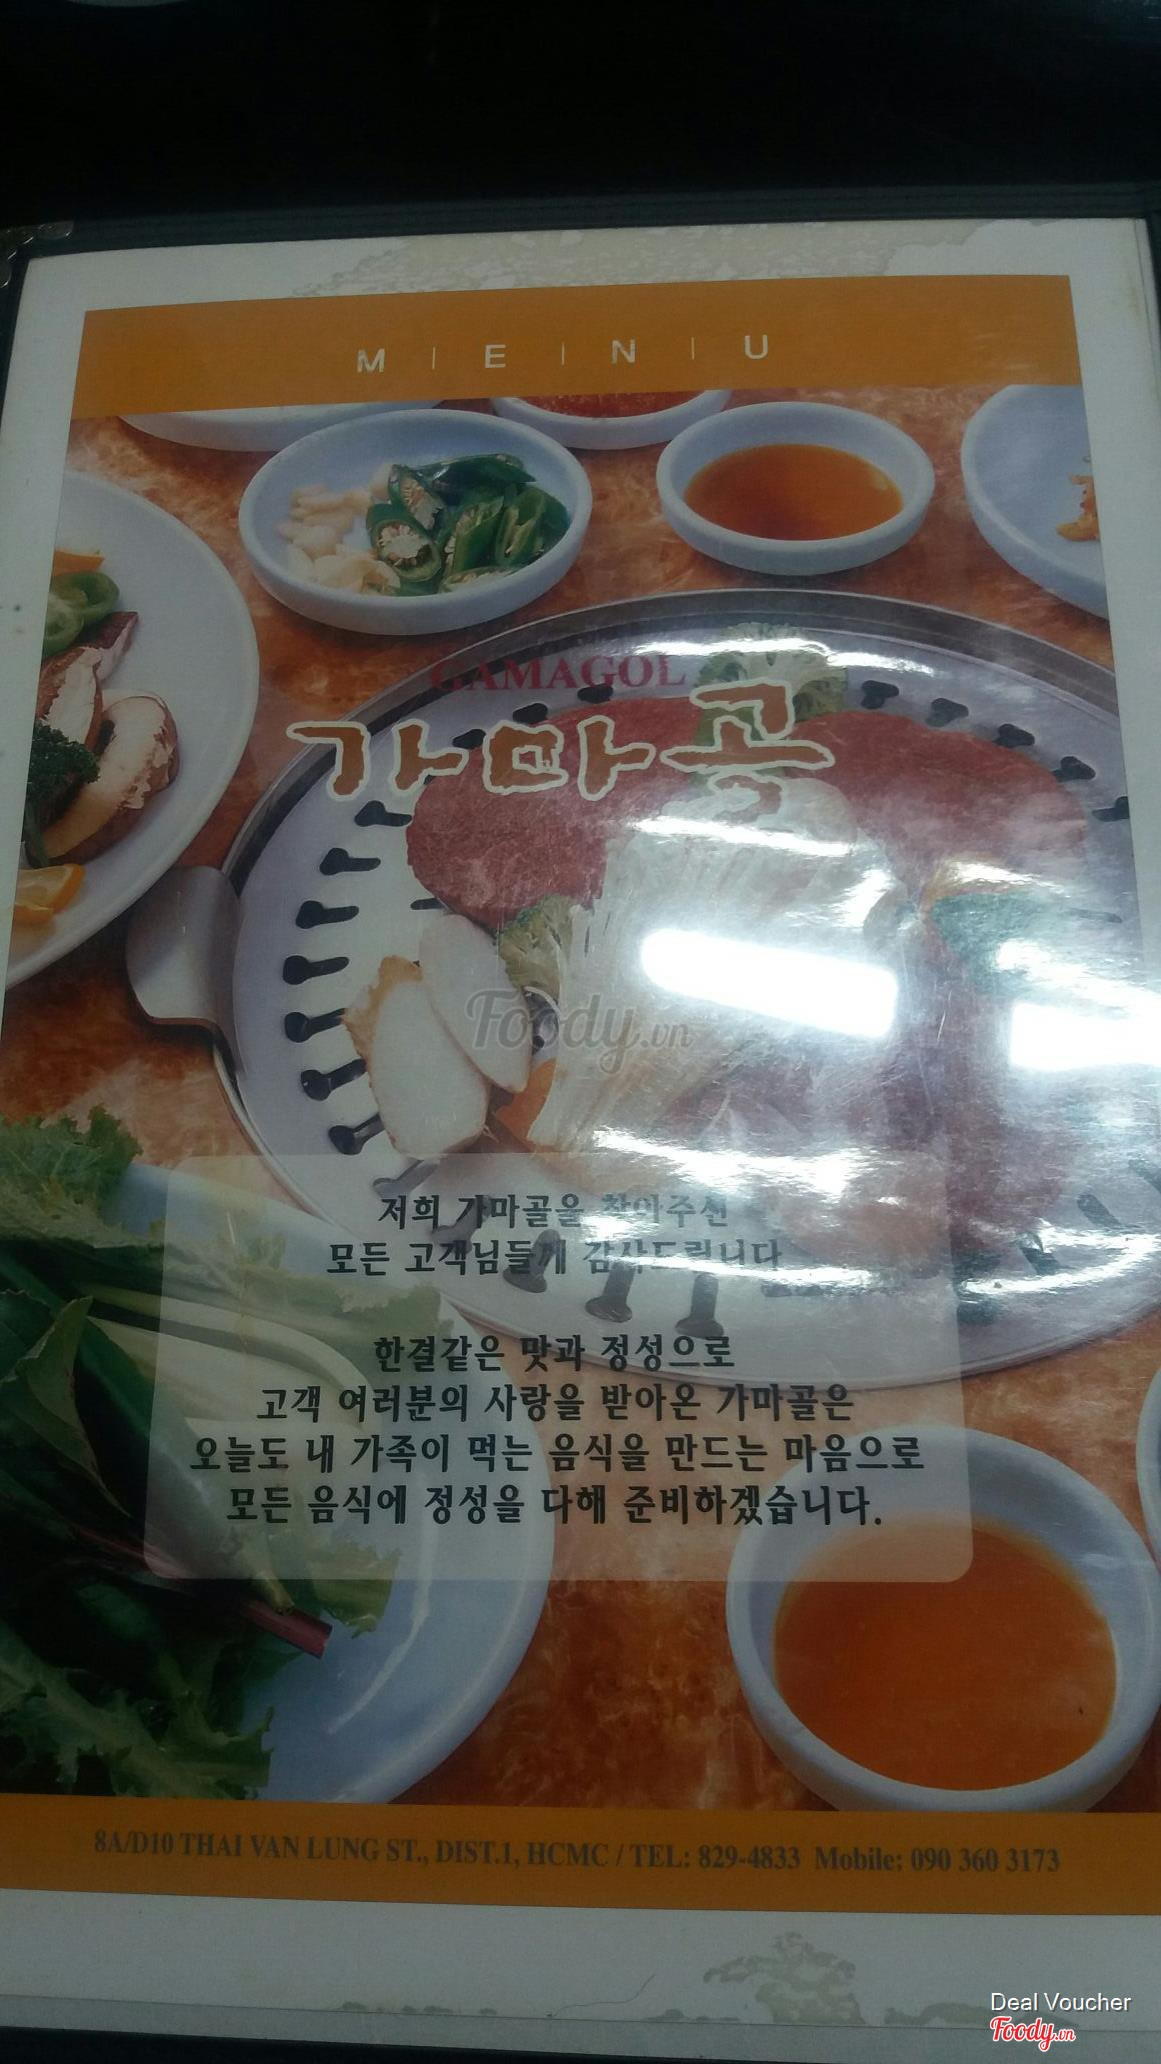 M | E | N | U
GAMAGOL
가마골
Foody.vn
저희 가마골을 찾아주신
모든 고객님들께 감사드립니다
한결같은 맛과 정성으로
고객 여러분의 사랑을 받아온 가마골은
오늘도 내 가족이 먹는 음식을 만드는 마음으로
모든 음식에 정성을 다해 준비하겠습니다.
8A/D10 THAI VAN LUNG ST., DIST.1, HCMC / TEL: 829-4833 Mobile: 090 360 3173
Deal Voucher
Foody.vn